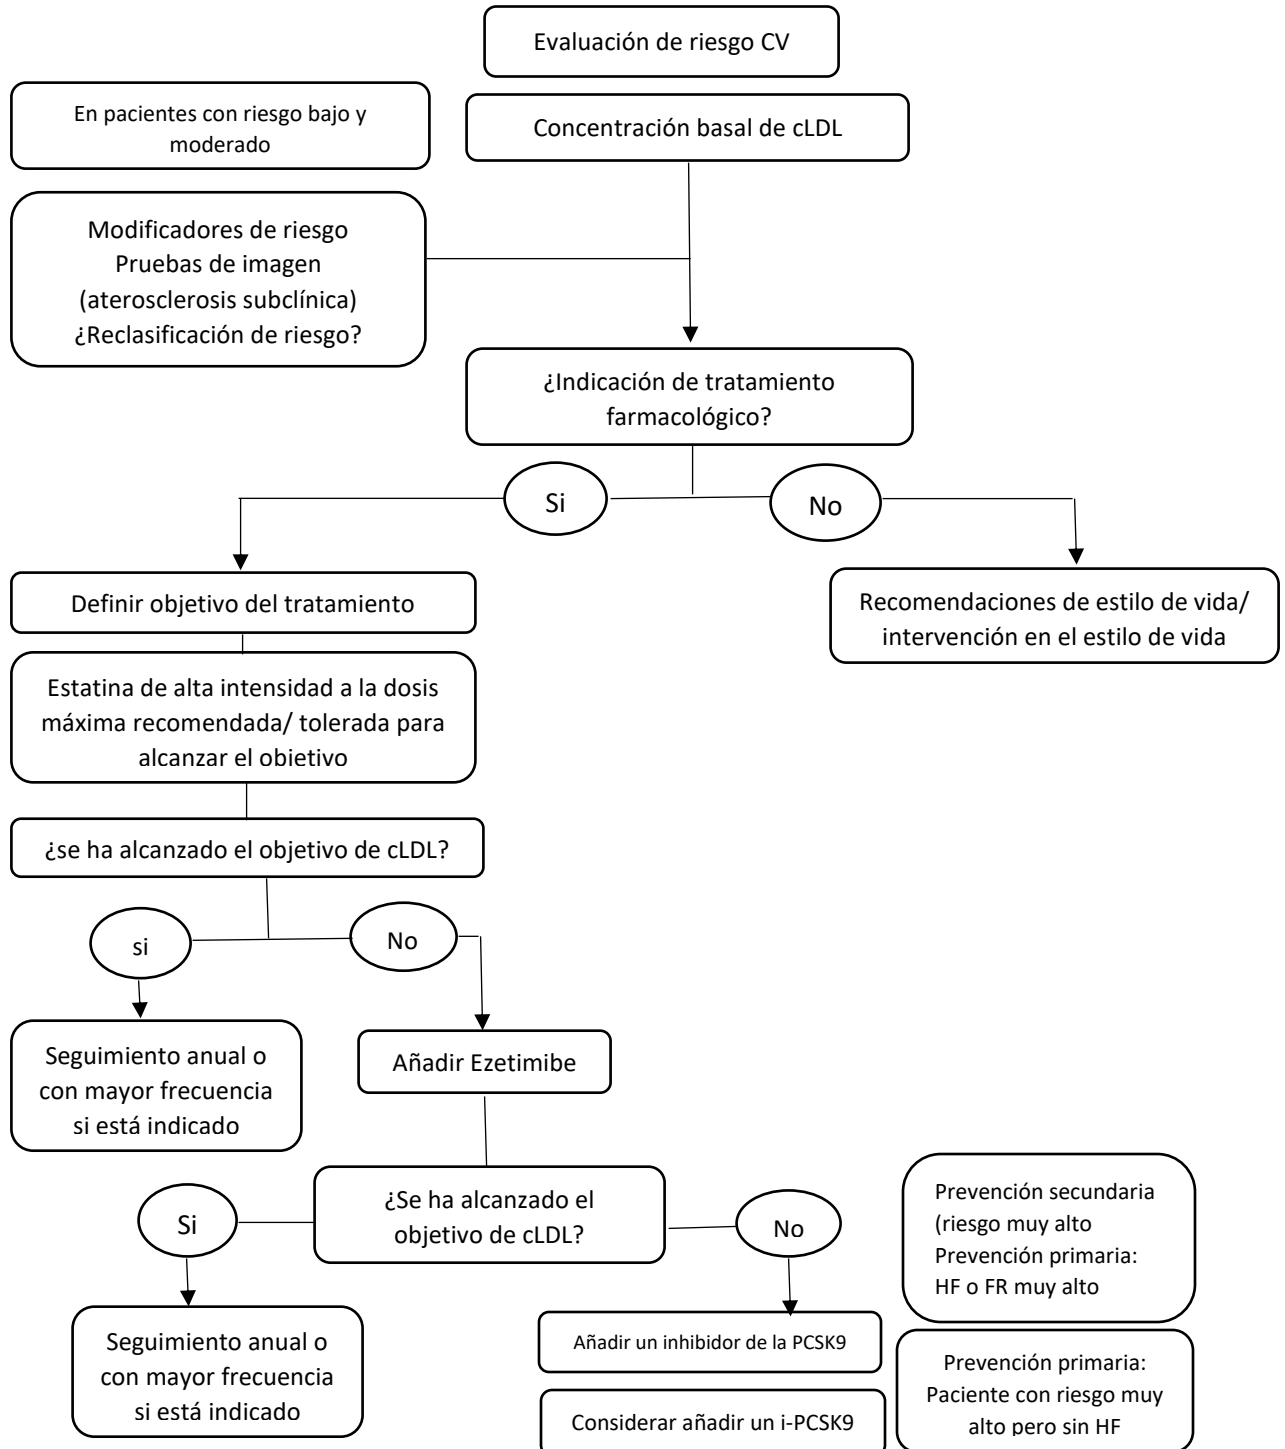 Evaluación de riesgo CV
En pacientes con riesgo bajo y
moderado
Concentración basal de cLDL
Modificadores de riesgo
Pruebas de imagen
(aterosclerosis subclínica)
¿Reclasificación de riesgo?
¿Indicación de tratamiento
farmacológico?
Si
No
Definir objetivo del tratamiento
Recomendaciones de estilo de vida/
intervención en el estilo de vida
Estatina de alta intensidad a la dosis
máxima recomendada/ tolerada para
alcanzar el objetivo
¿se ha alcanzado el objetivo de cLDL?
si
No
Seguimiento anual o
con mayor frecuencia
si está indicado
Añadir Ezetimibe
¿Se ha alcanzado el
objetivo de cLDL?
Si
No
Prevención secundaria
(riesgo muy alto
Prevención primaria:
HF o FR muy alto
Seguimiento anual o
con mayor frecuencia
si está indicado
Añadir un inhibidor de la PCSK9
Prevención primaria:
Paciente con riesgo muy
alto pero sin HF
Considerar añadir un i-PCSK9